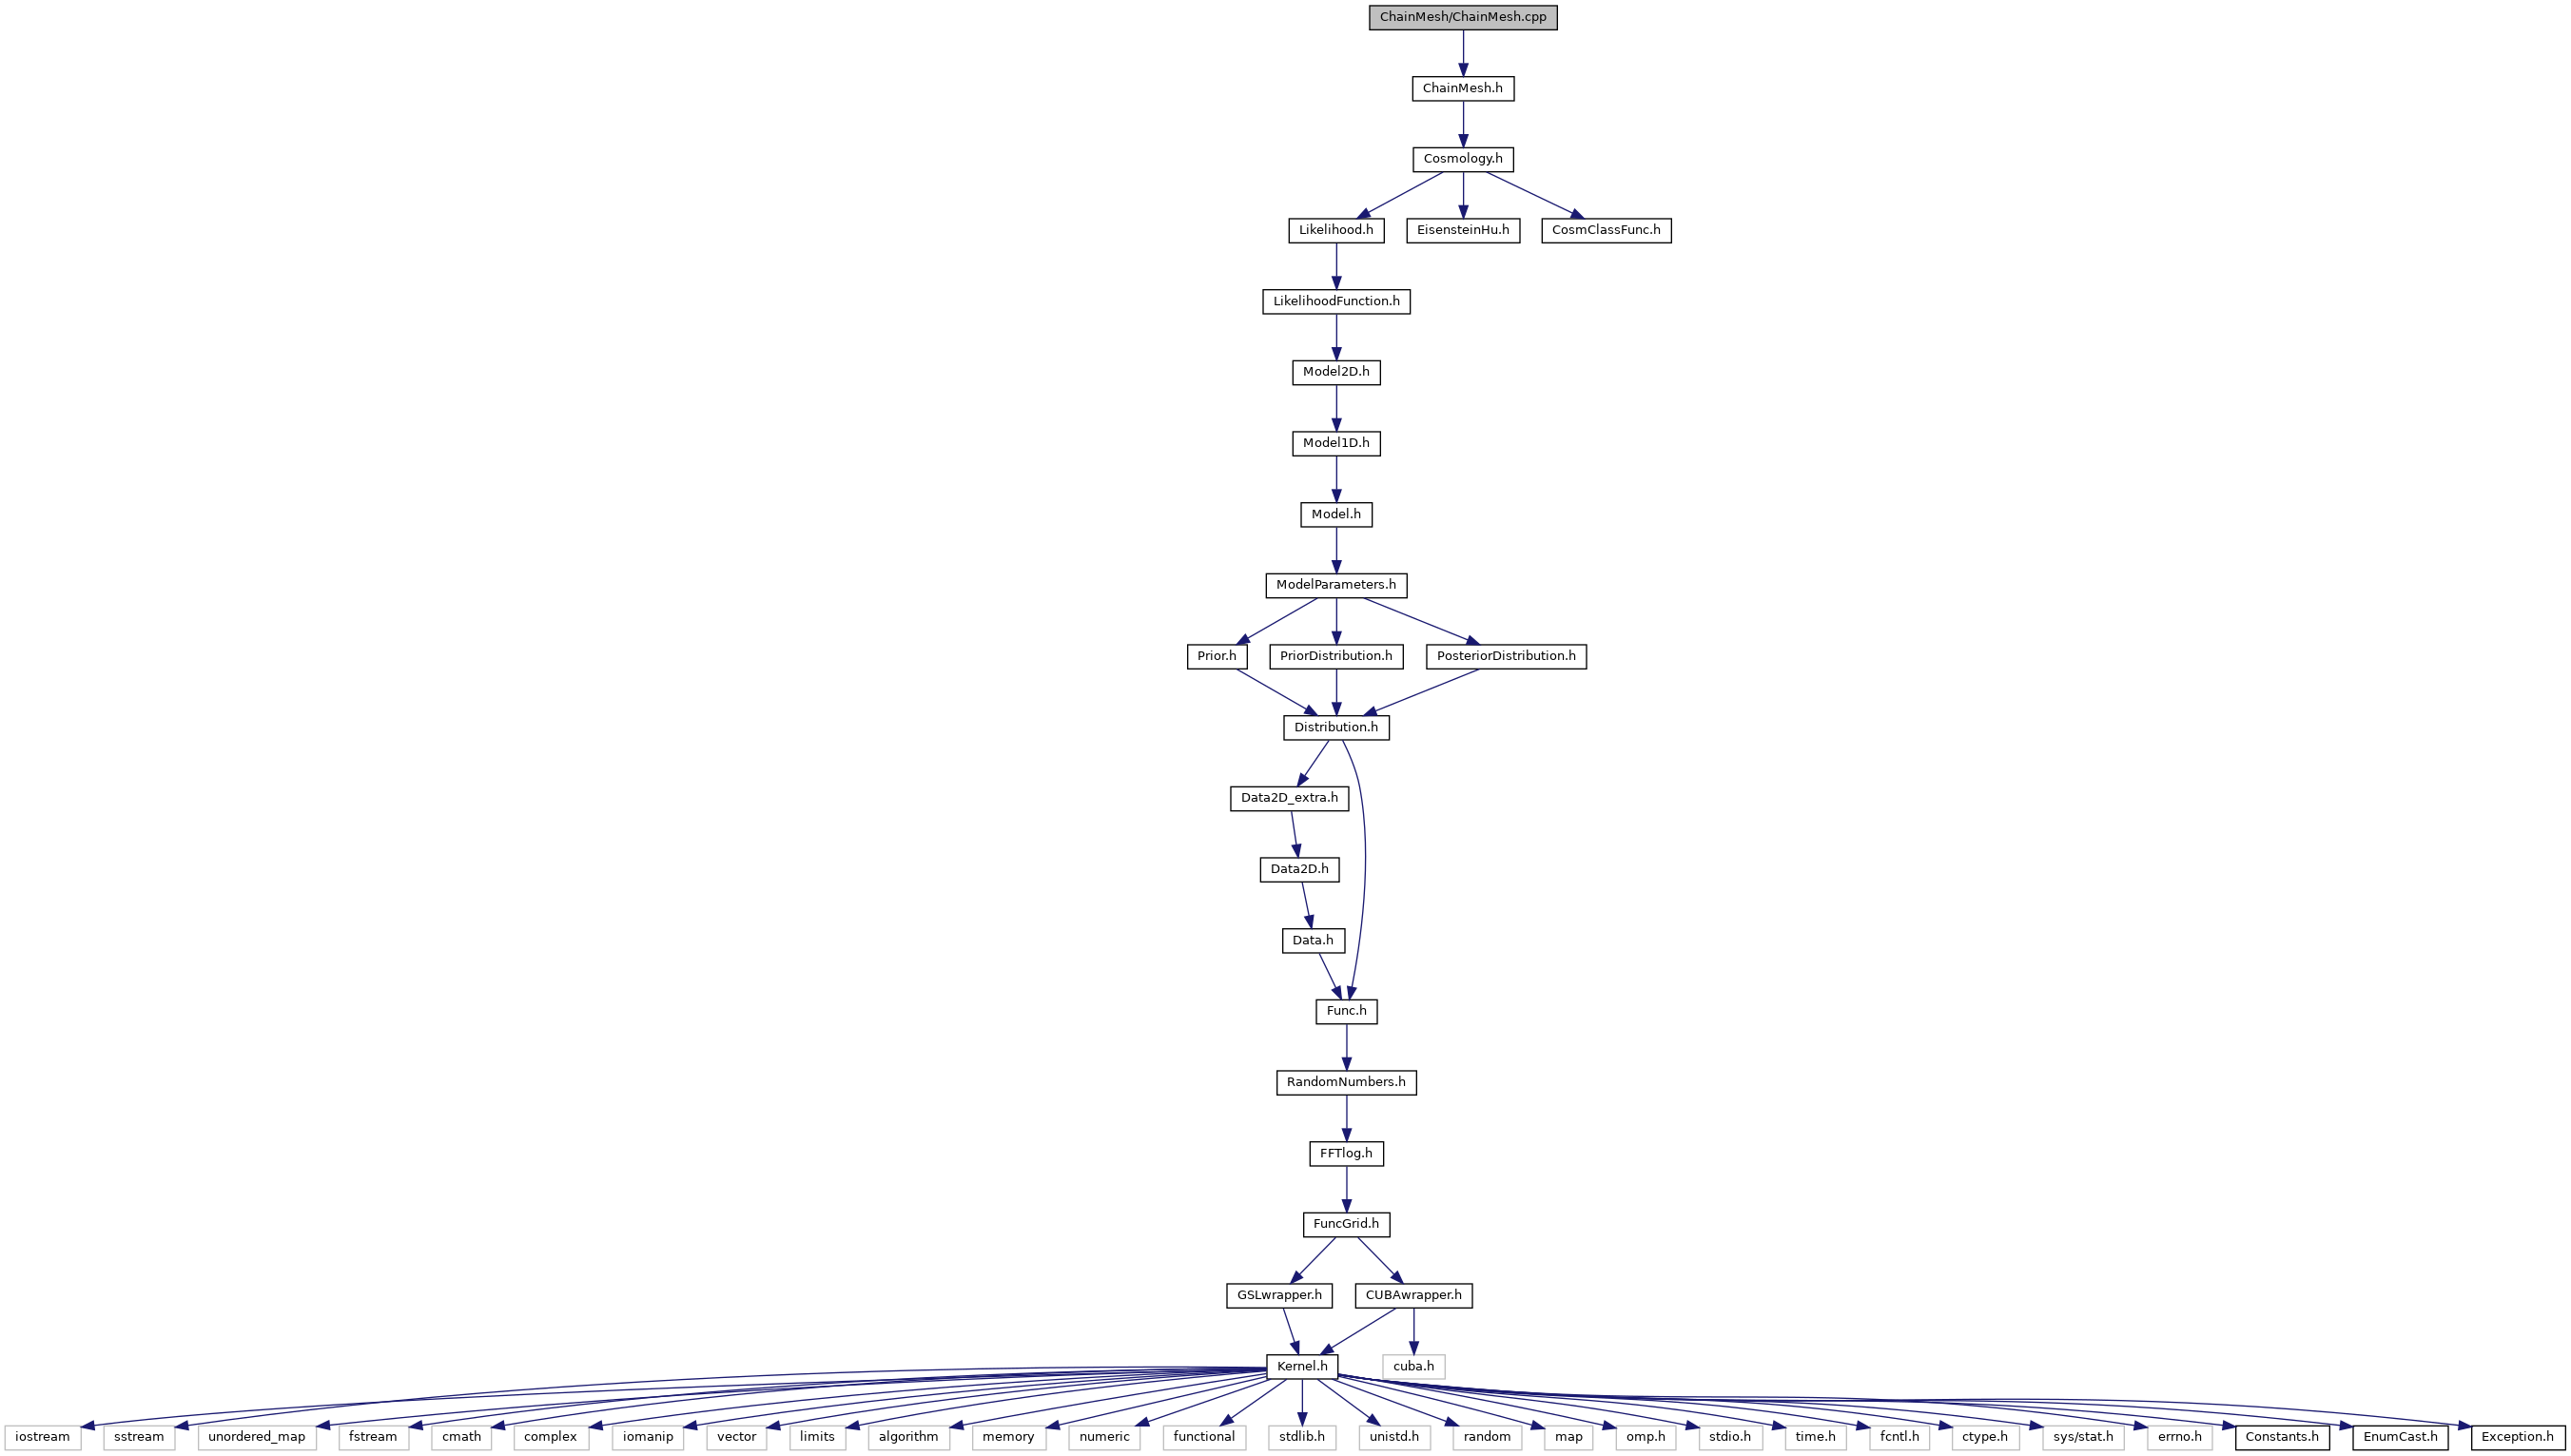 ChainMesh/ChainMesh.cpp
ChainMesh.h
Cosmology.h
Likelihood.h
EisensteinHu.h
CosmClassFunc.h
LikelihoodFunction.h
Model2D.h
Model1D.h
Model.h
ModelParameters.h
Prior.h
PriorDistribution.h
PosteriorDistribution.h
Distribution.h
Data2D_extra.h
Data2D.h
Data.h
Func.h
RandomNumbers.h
FFTlog.h
FuncGrid.h
GSLwrapper.h
CUBAwrapper.h
Kernel.h
cuba.h
iostream
sstream
unordered_map
fstream
cmath
complex
iomanip
vector
limits
algorithm
memory
numeric
functional
stdlib.h
unistd.h
random
map
omp.h
stdio.h
time.h
fcntl.h
ctype.h
sys/stat.h
errno.h
Constants.h
EnumCast.h
Exception.h